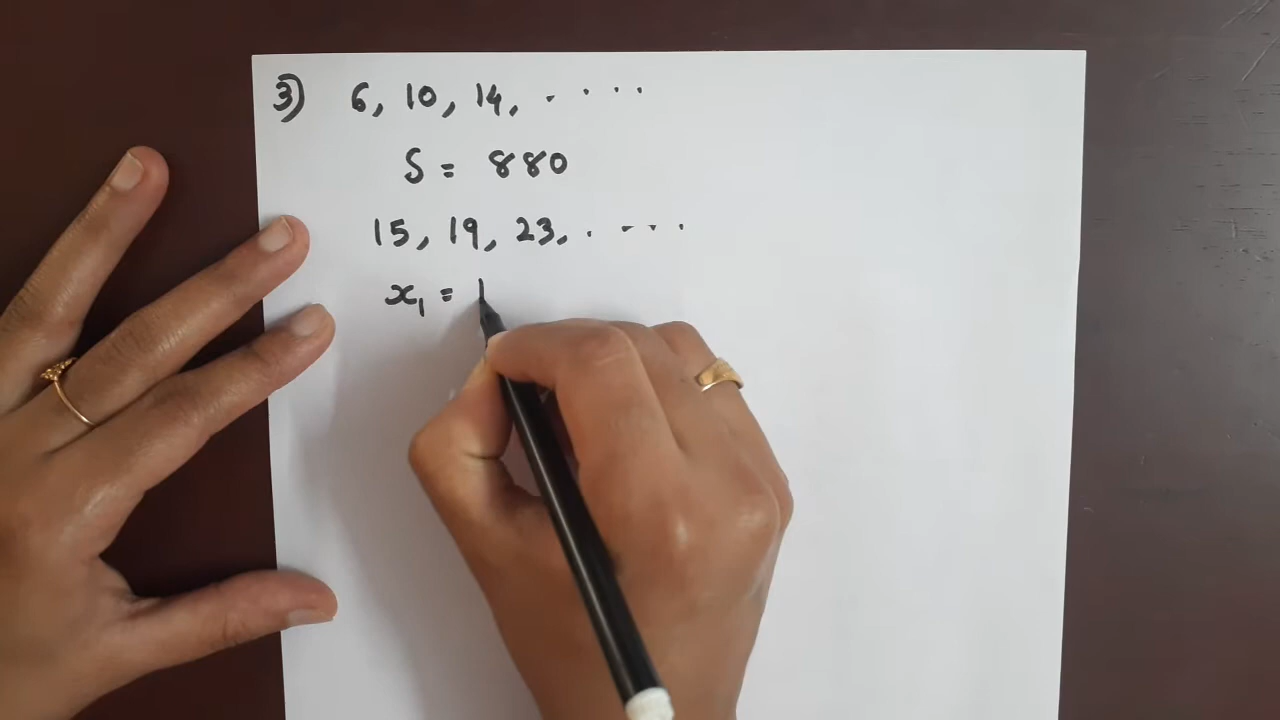 3) 6, 10, 14, .....
S = 880
15, 19, 23, .....
x₁ = 1